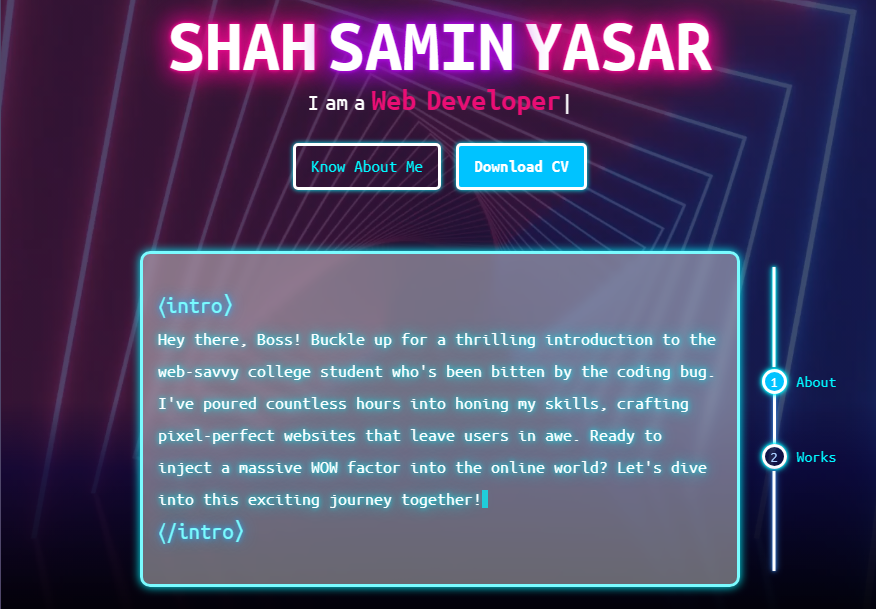 SHAH SAMIN YASAR
I am a Web Developer|
Know About Me
Download CV
⟨intro⟩
Hey there, Boss! Buckle up for a thrilling introduction to the
web-savvy college student who's been bitten by the coding bug.
I've poured countless hours into honing my skills, crafting
pixel-perfect websites that leave users in awe. Ready to
inject a massive WOW factor into the online world? Let's dive
into this exciting journey together!
⟨/intro⟩
1 About
2 Works